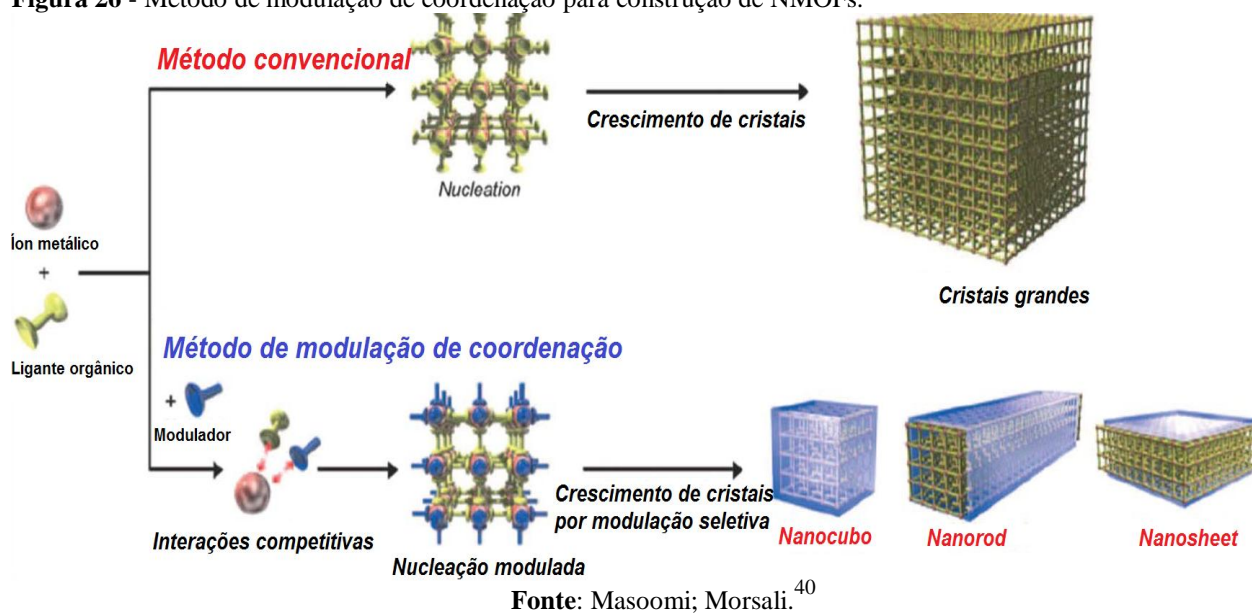 Figura 26 - Método de modulação de coordenação para construção de NMOFs.
Método convencional
Nucleation
Crescimento de cristais
Cristais grandes
Íon metálico
+
Ligante orgânico
Método de modulação de coordenação
+
Modulador
Interações competitivas
Nucleação modulada
Crescimento de cristais
por modulação seletiva
Nanocubo
Nanorod
Nanosheet
Fonte: Masoomi; Morsali.40